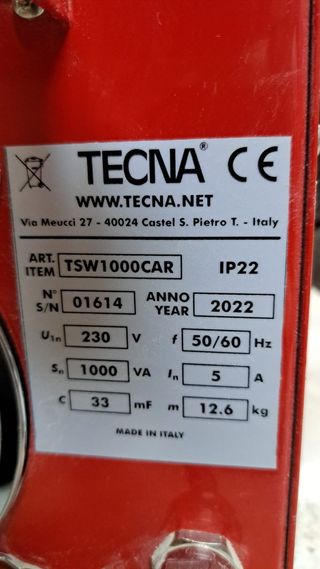 TECNA® CE
WWW.TECNA.NET
Via Meucci 27 - 40024 Castel S. Pietro T. - Italy
ART. ITEM TSW1000CAR IP22
N° S/N 01614 ANNO YEAR 2022
U1n 230 V f 50/60 Hz
Sn 1000 VA In 5 A
C 33 mF m 12.6 kg
MADE IN ITALY